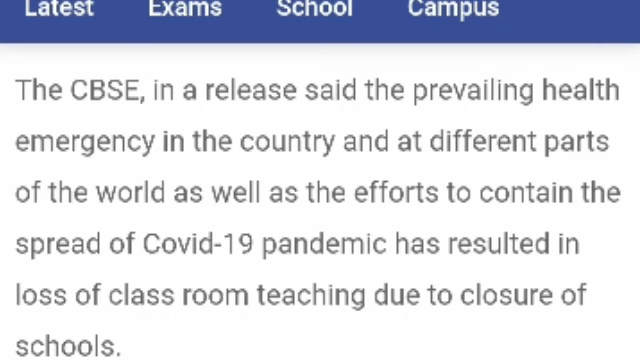 Latest Exams School Campus
The CBSE, in a release said the prevailing health
emergency in the country and at different parts
of the world as well as the efforts to contain the
spread of Covid-19 pandemic has resulted in
loss of class room teaching due to closure of
schools.